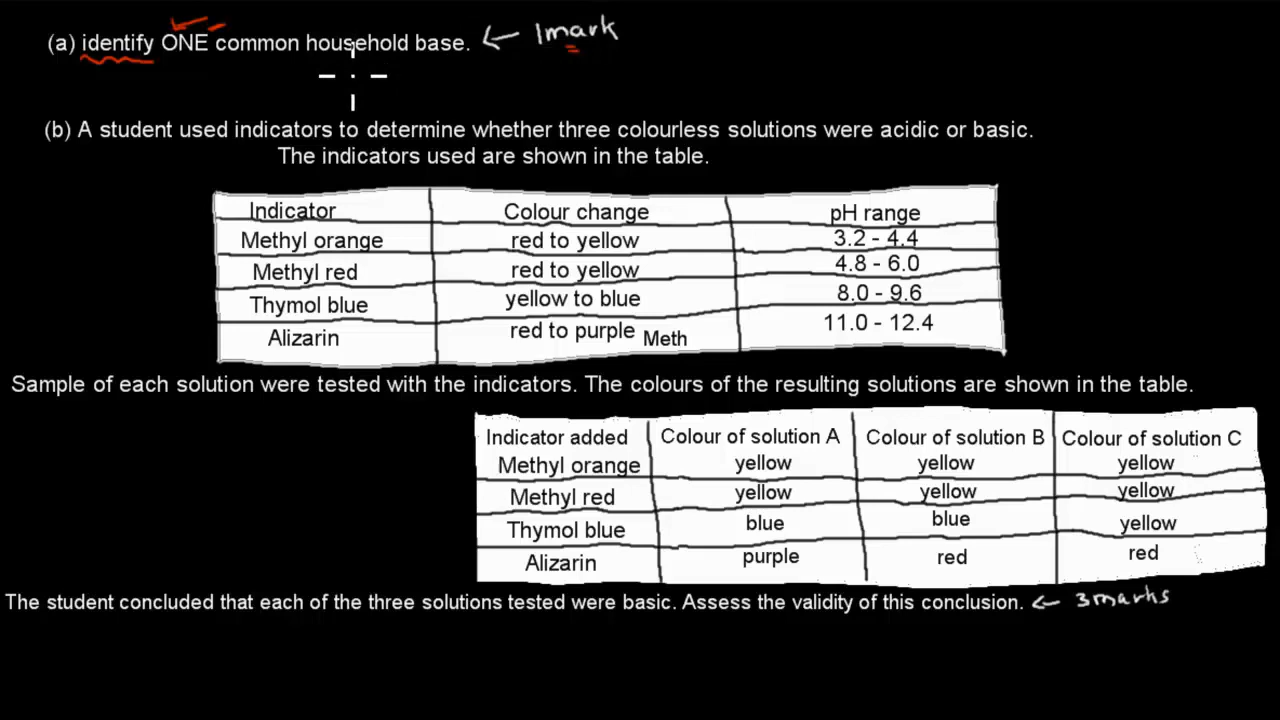 (a) identify ONE common household base. ← 1mark
(b) A student used indicators to determine whether three colourless solutions were acidic or basic.
The indicators used are shown in the table.
Indicator Colour change pH range
Methyl orange red to yellow 3.2 - 4.4
Methyl red red to yellow 4.8 - 6.0
Thymol blue yellow to blue 8.0 - 9.6
Alizarin red to purple Meth 11.0 - 12.4
Sample of each solution were tested with the indicators. The colours of the resulting solutions are shown in the table.
Indicator added Colour of solution A Colour of solution B Colour of solution C
Methyl orange yellow yellow yellow
Methyl red yellow yellow yellow
Thymol blue blue blue yellow
Alizarin purple red red
The student concluded that each of the three solutions tested were basic. Assess the validity of this conclusion. ← 3marks